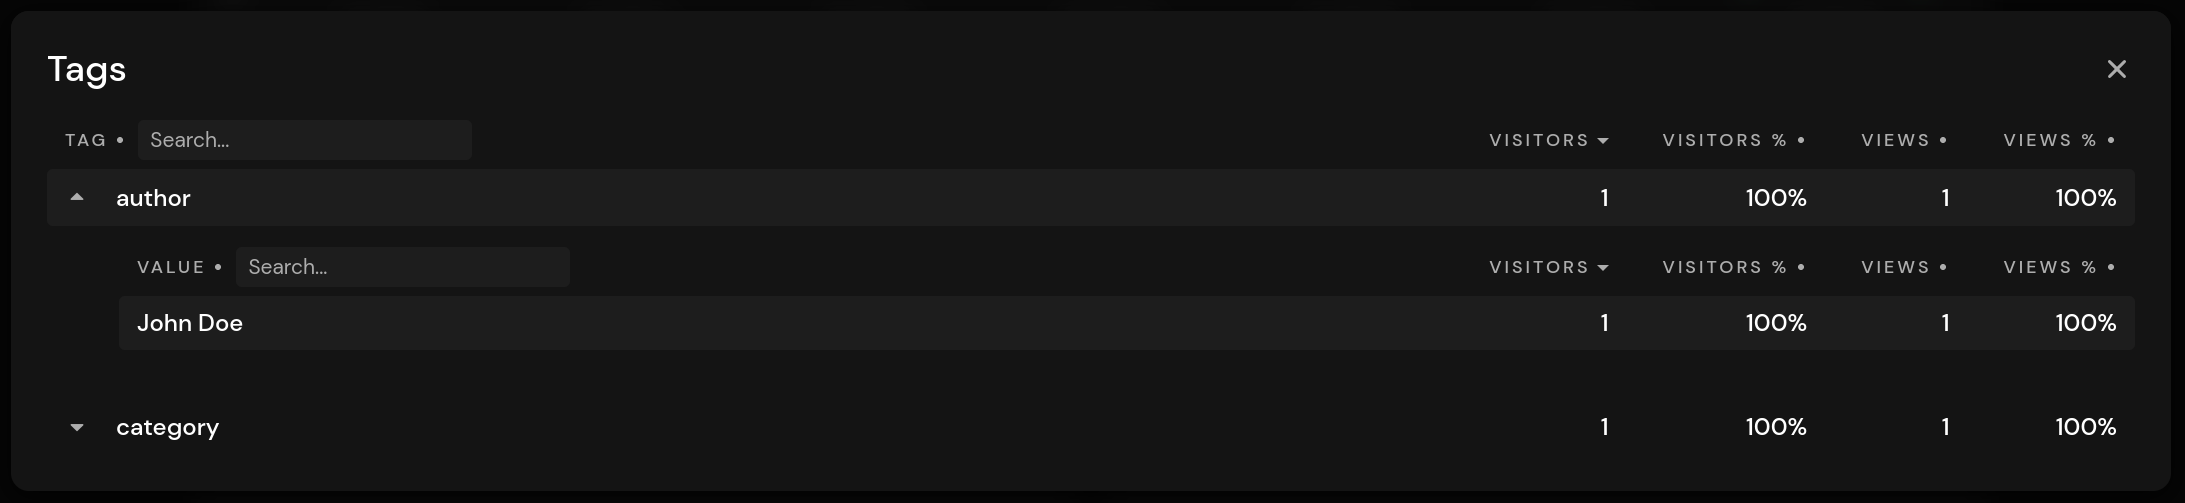 Tags
TAG • Search... VISITORS VISITORS % • VIEWS • VIEWS % •
author 1 100% 1 100%
VALUE • Search... VISITORS VISITORS % • VIEWS • VIEWS % •
John Doe 1 100% 1 100%
category 1 100% 1 100%